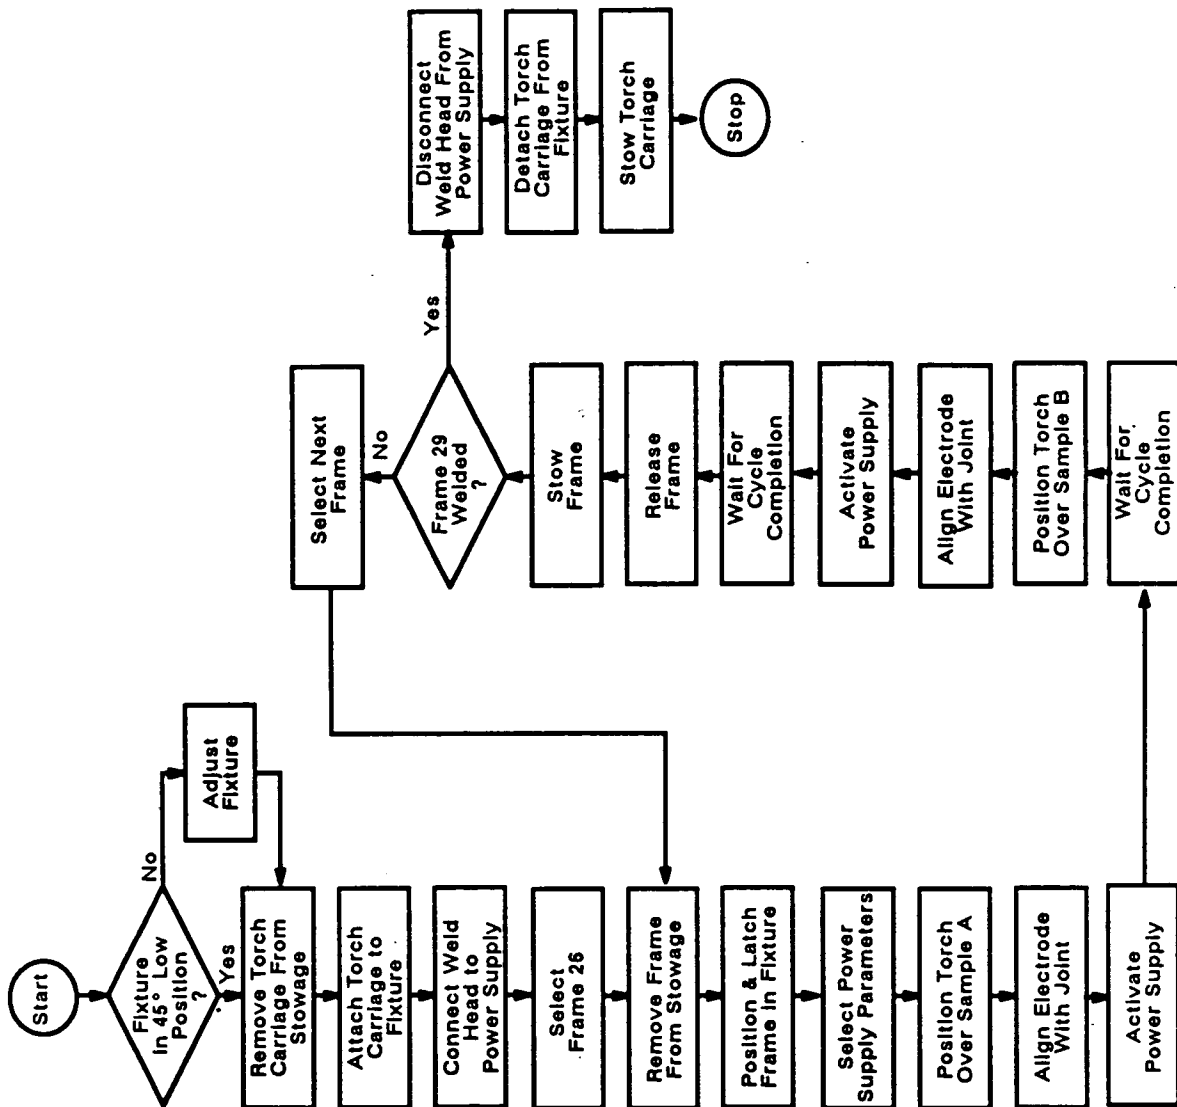 Start
Fixture
In 45° Low
Position
?
No
Yes
Adjust
Fixture
Remove Torch
Carriage From
Stowage
Attach Torch
Carriage to
Fixture
Connect Weld
Head to
Power Supply
Select
Frame 26
Remove Frame
From Stowage
Position & Latch
Frame in Fixture
Select Power
Supply Parameters
Position Torch
Over Sample A
Align Electrode
With Joint
Activate
Power Supply
Wait For
Cycle
Completion
Position Torch
Over Sample B
Align Electrode
With Joint
Activate
Power Supply
Wait For
Cycle
Completion
Release
Frame
Stow
Frame
Frame 29
Welded
?
No
Yes
Select Next
Frame
Disconnect
Weld Head From
Power Supply
Detach Torch
Carriage From
Fixture
Stow Torch
Carriage
Stop